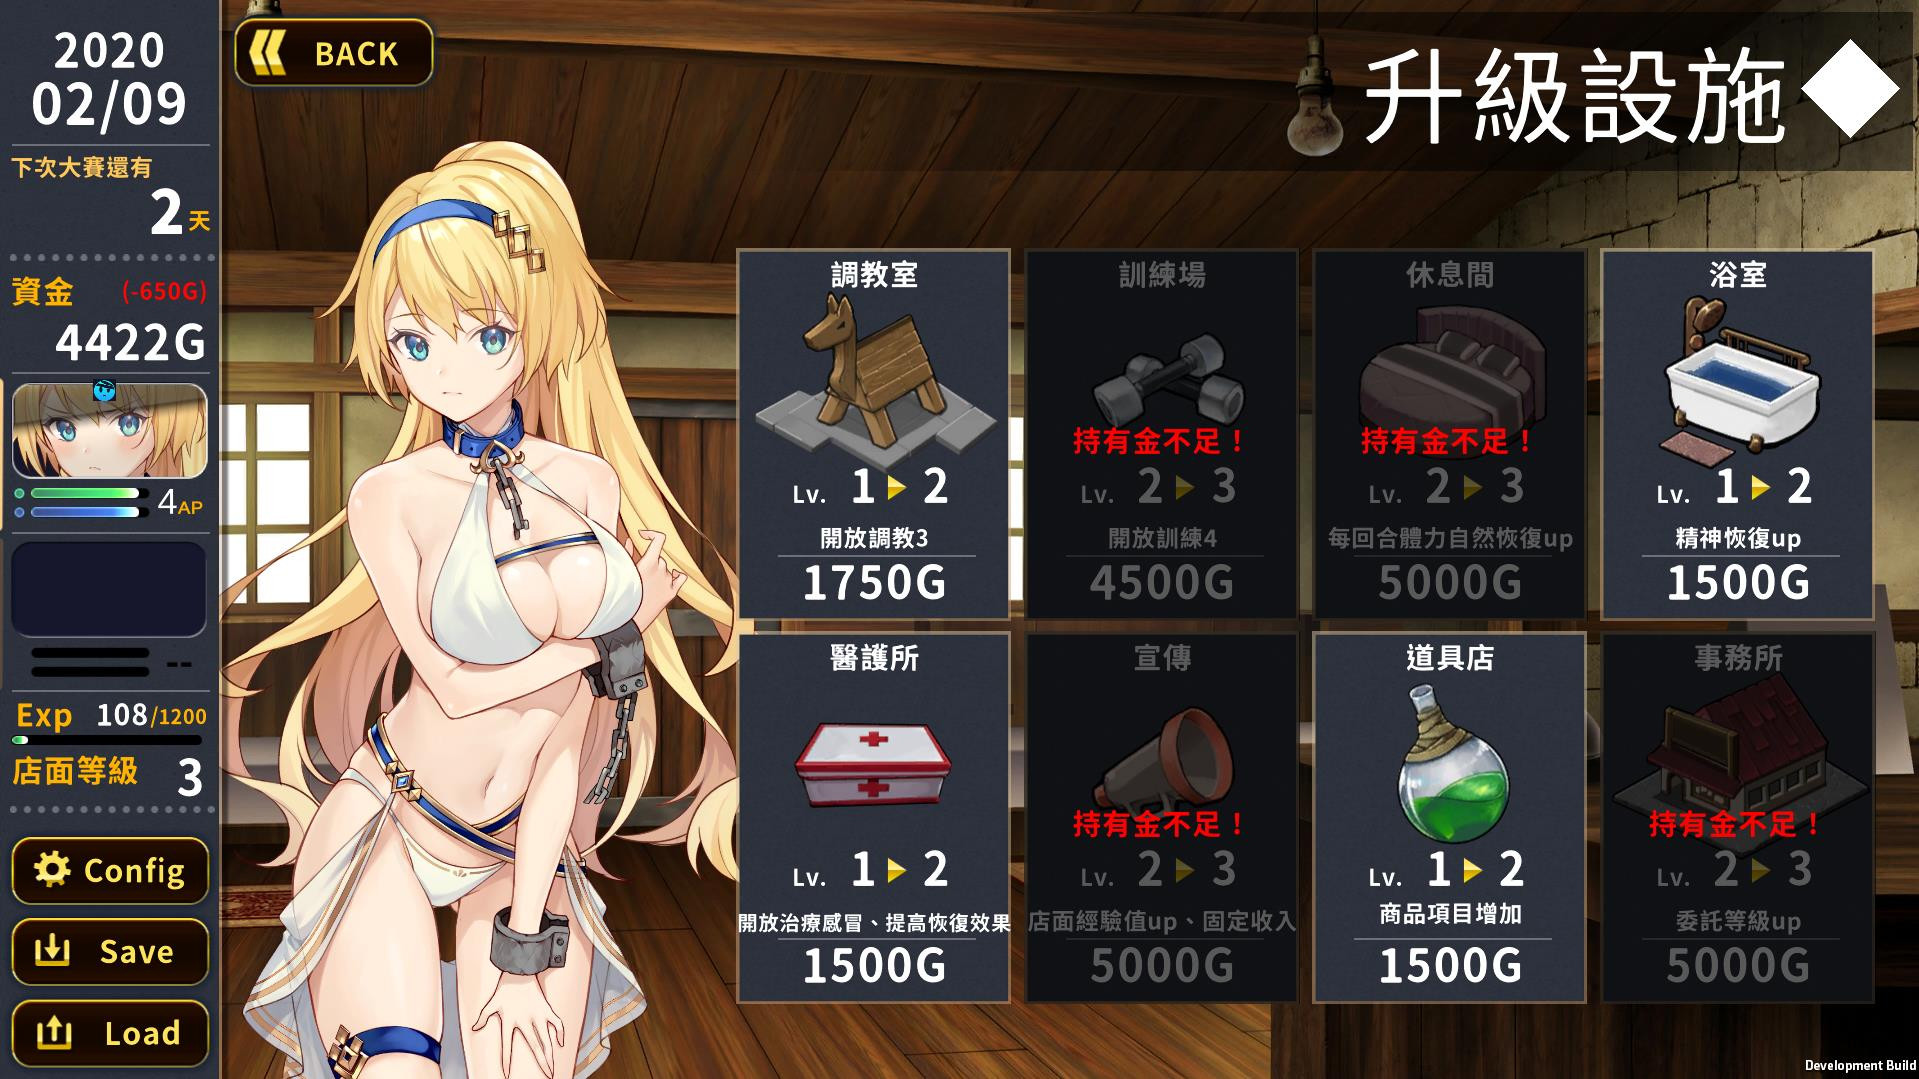 2020
02/09
下次大賽還有
2天
資金 (-650G)
4422G
4AP
--
Exp 108/1200
店面等級 3
Config
Save
Load
BACK
升級設施
調教室
Lv. 1 2
開放調教3
1750G
訓練場
持有金不足！
Lv. 2 3
開放訓練4
4500G
休息間
持有金不足！
Lv. 2 3
每回合體力自然恢復up
5000G
浴室
Lv. 1 2
精神恢復up
1500G
醫護所
Lv. 1 2
開放治療感冒、提高恢復效果
1500G
宣傳
持有金不足！
Lv. 2 3
店面經驗值up、固定收入
5000G
道具店
Lv. 1 2
商品項目增加
1500G
事務所
持有金不足！
Lv. 2 3
委託等級up
5000G
Development Build